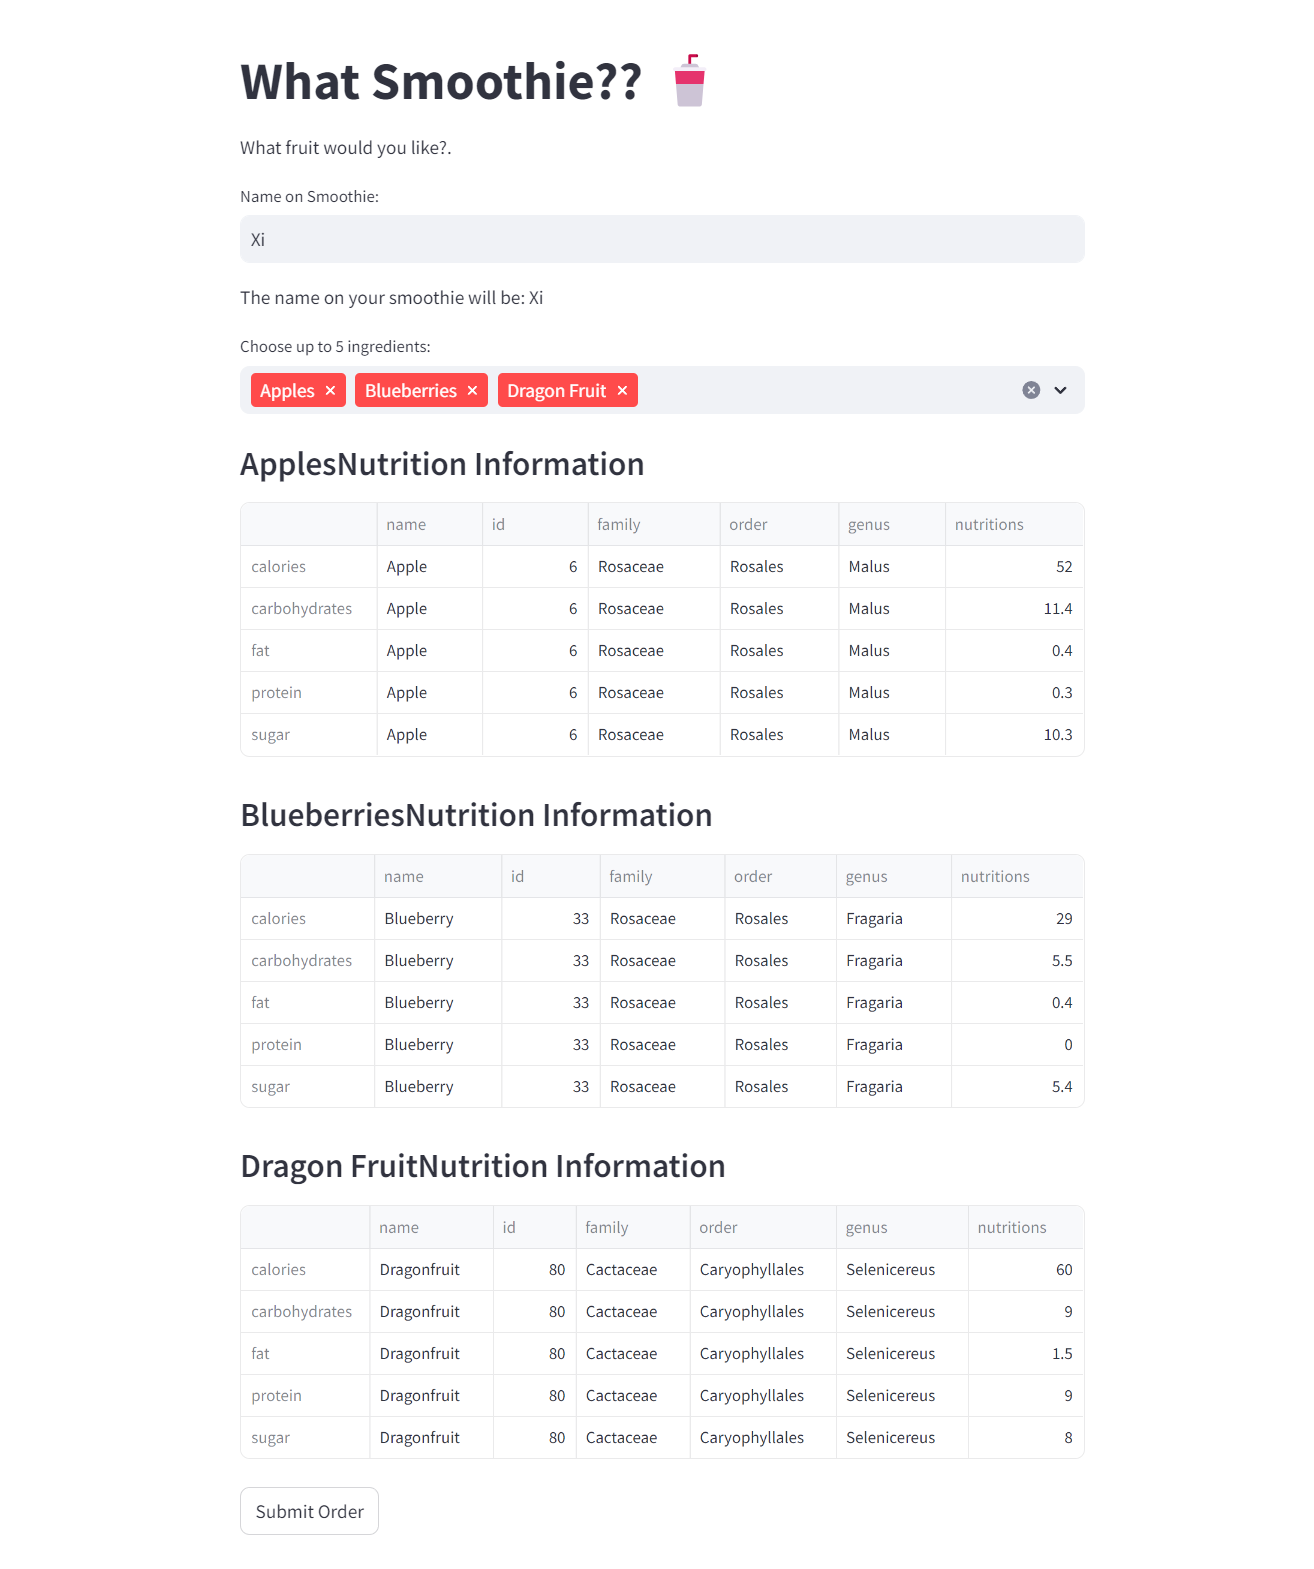 What Smoothie??
What fruit would you like?.
Name on Smoothie:
Xi
The name on your smoothie will be: Xi
Choose up to 5 ingredients:
Apples × Blueberries × Dragon Fruit ×
ApplesNutrition Information
name id family order genus nutritions
calories Apple 6 Rosaceae Rosales Malus 52
carbohydrates Apple 6 Rosaceae Rosales Malus 11.4
fat Apple 6 Rosaceae Rosales Malus 0.4
protein Apple 6 Rosaceae Rosales Malus 0.3
sugar Apple 6 Rosaceae Rosales Malus 10.3
BlueberriesNutrition Information
name id family order genus nutritions
calories Blueberry 33 Rosaceae Rosales Fragaria 29
carbohydrates Blueberry 33 Rosaceae Rosales Fragaria 5.5
fat Blueberry 33 Rosaceae Rosales Fragaria 0.4
protein Blueberry 33 Rosaceae Rosales Fragaria 0
sugar Blueberry 33 Rosaceae Rosales Fragaria 5.4
Dragon FruitNutrition Information
name id family order genus nutritions
calories Dragonfruit 80 Cactaceae Caryophyllales Selenicereus 60
carbohydrates Dragonfruit 80 Cactaceae Caryophyllales Selenicereus 9
fat Dragonfruit 80 Cactaceae Caryophyllales Selenicereus 1.5
protein Dragonfruit 80 Cactaceae Caryophyllales Selenicereus 9
sugar Dragonfruit 80 Cactaceae Caryophyllales Selenicereus 8
Submit Order